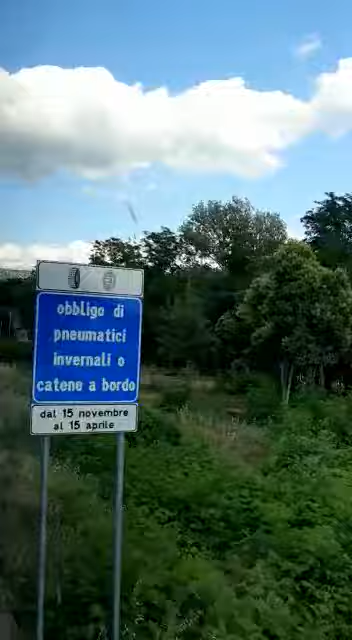 obbligo di
pneumatici
invernali o
catene a bordo
dal 15 novembre
al 15 aprile